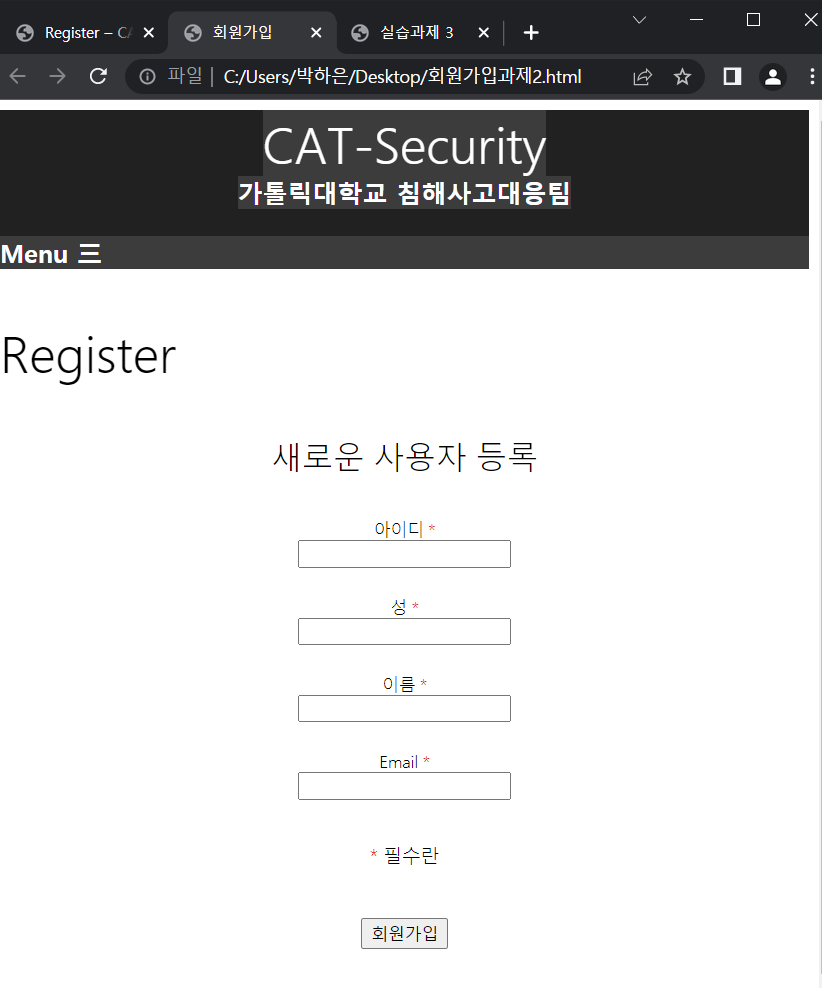 Register – CA
회원가입
실습과제 3
파일 | C:/Users/박하은/Desktop/회원가입과제2.html
CAT-Security
가톨릭대학교 침해사고대응팀
Menu 三
Register
새로운 사용자 등록
아이디 *
성 *
이름 *
Email *
* 필수란
회원가입